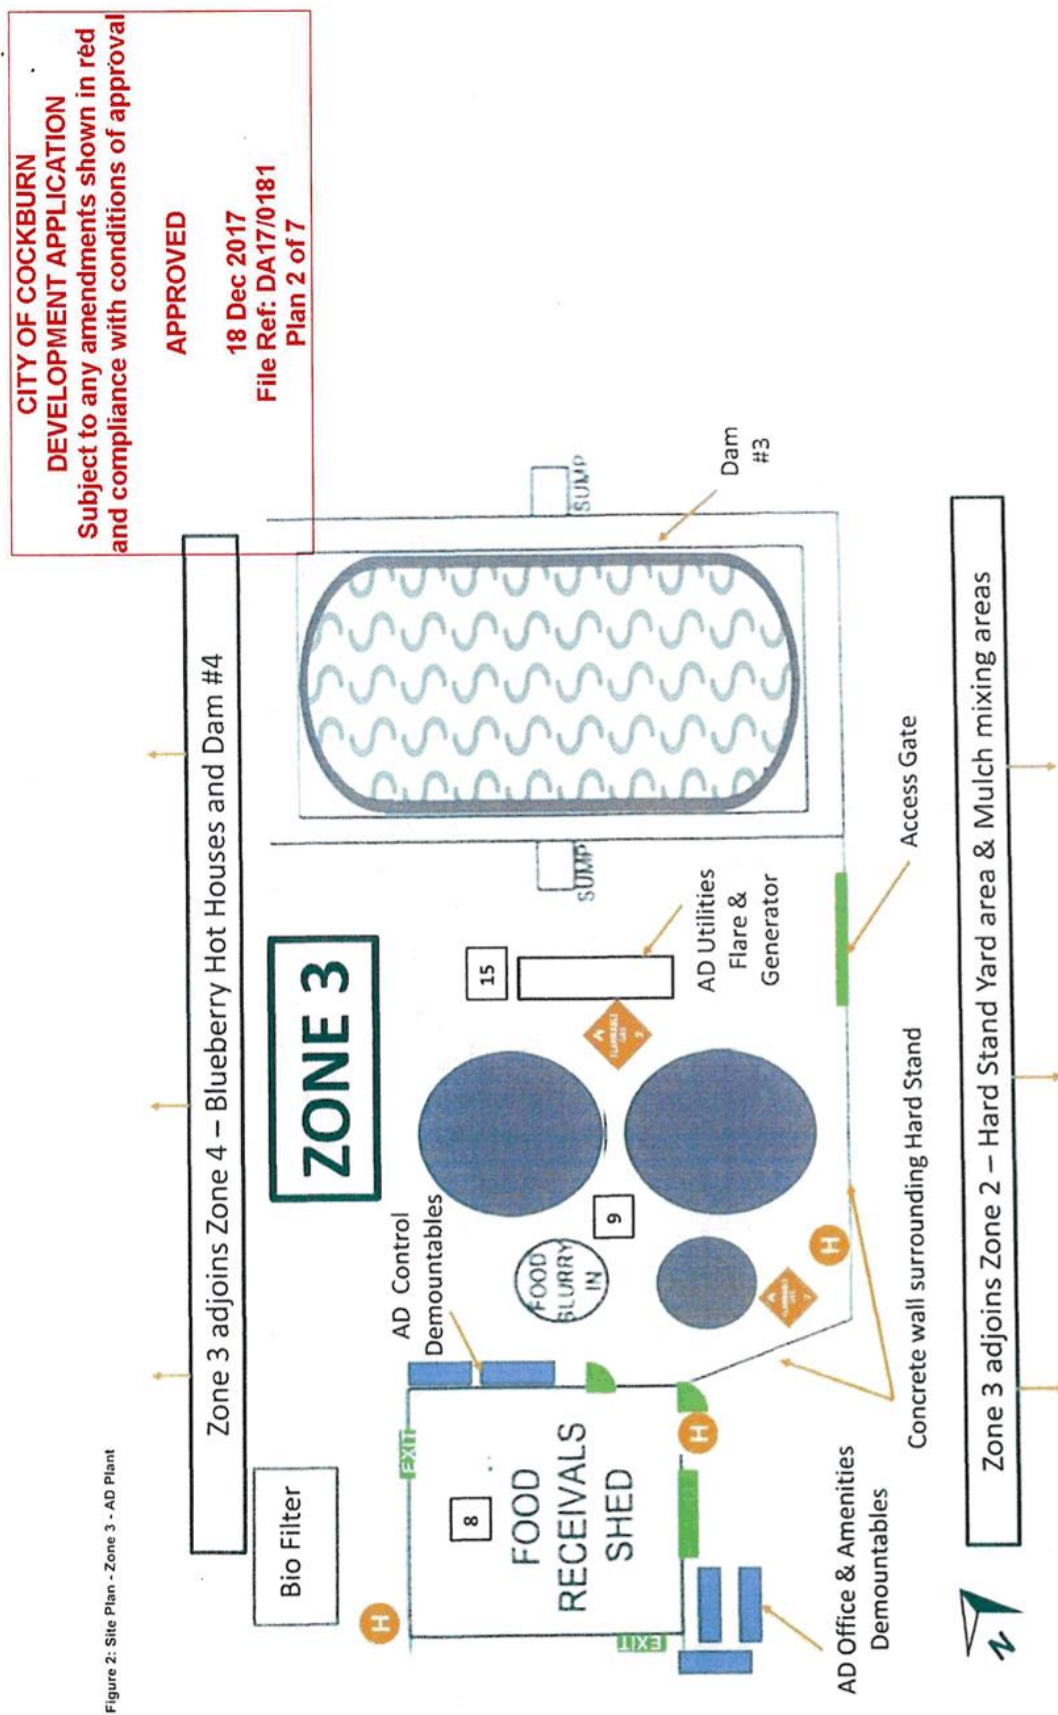 CITY OF COCKBURN
DEVELOPMENT APPLICATION
Subject to any amendments shown in red
and compliance with conditions of approval
APPROVED
18 Dec 2017
File Ref: DA17/0181
Plan 2 of 7
Figure 2: Site Plan - Zone 3 - AD Plant
Zone 3 adjoins Zone 4 – Blueberry Hot Houses and Dam #4
Bio Filter
ZONE 3
H
EXIT
8
FOOD
RECEIVALS
SHED
EXIT
H
AD Control
Demountables
FOOD
SLURRY
IN
9
H
FLAMMABLE
GAS
2
15
AD Utilities
Flare &
Generator
SUMP
SUMP
Dam
#3
Access Gate
Concrete wall surrounding Hard Stand
AD Office & Amenities
Demountables
Zone 3 adjoins Zone 2 – Hard Stand Yard area & Mulch mixing areas
N